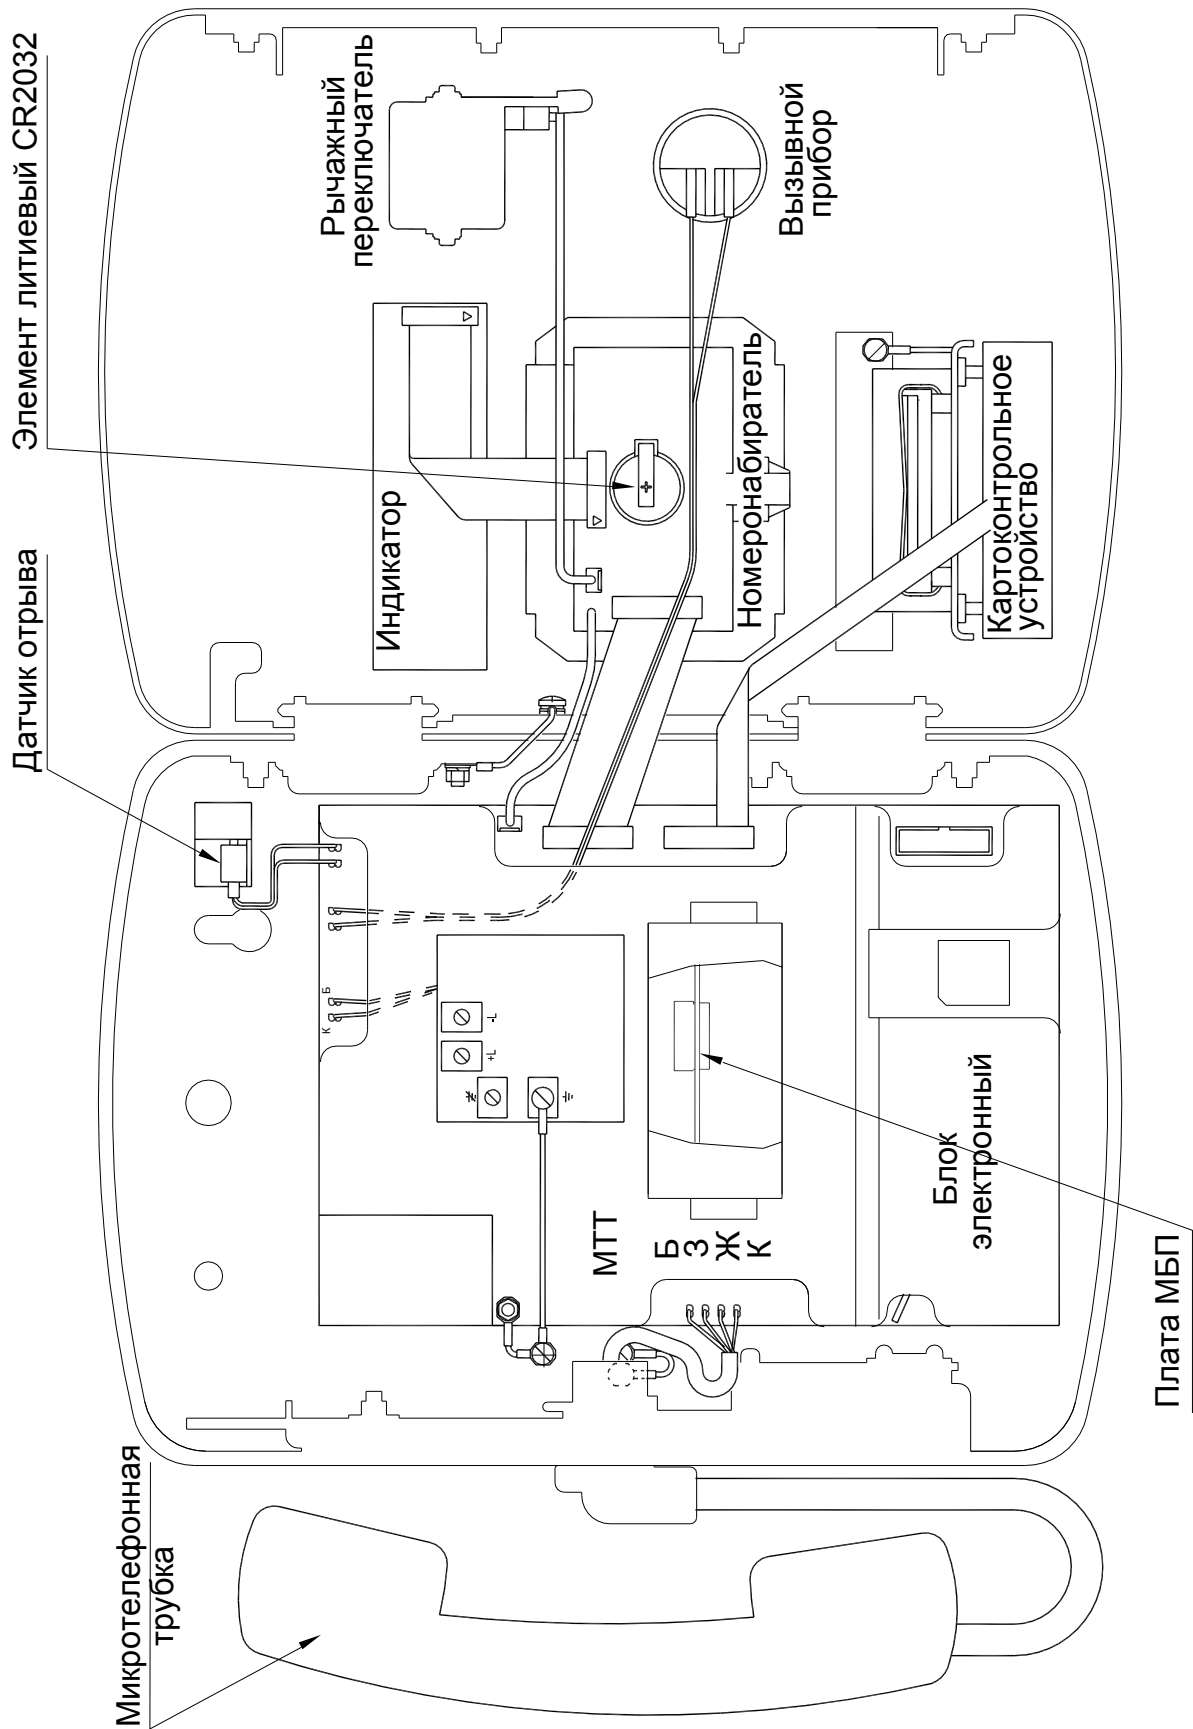 Элемент литиевый CR2032
Датчик отрыва
Рычажный
переключатель
Вызывной
прибор
Индикатор
Номеронабиратель
Картоконтрольное
устройство
К
Б
+L
-L
МТТ
Б
З
Ж
К
Блок
электронный
Плата МБП
Микротелефонная
трубка